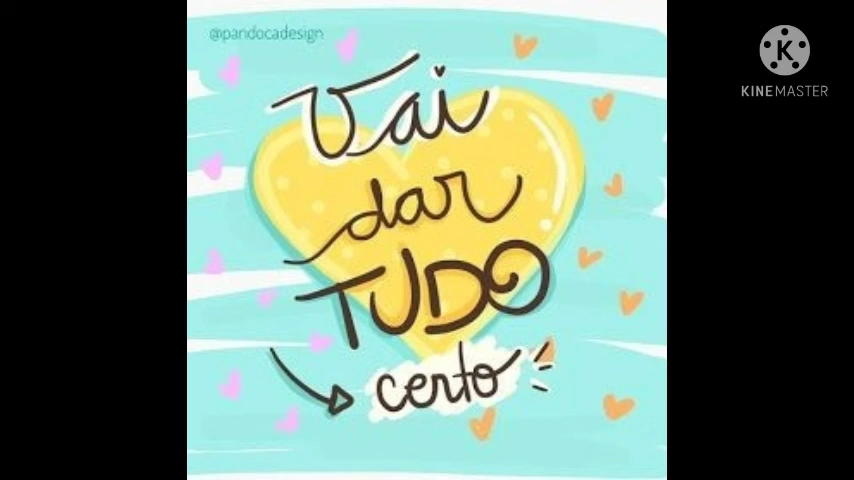 @pandocadesign
KINEMASTER
Vai
dar
TUDO
certo